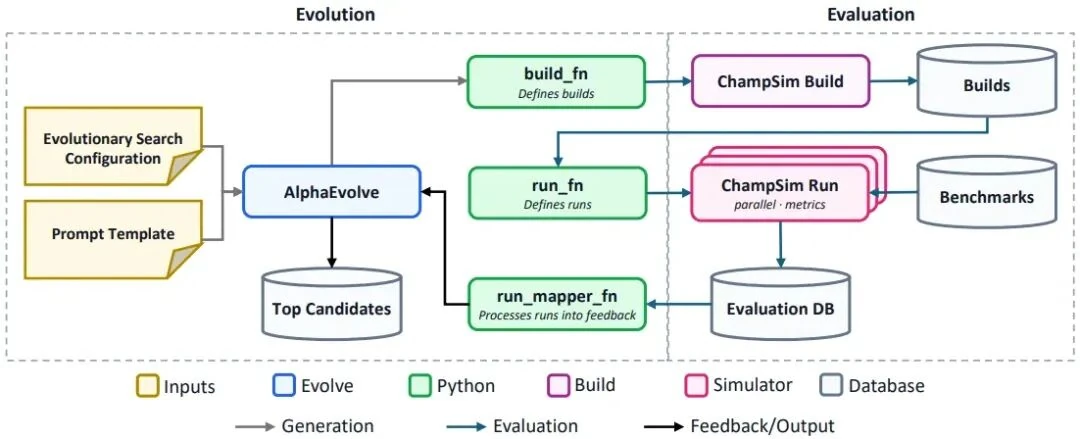 Evolution
Evaluation
build_fn
Defines builds
ChampSim Build
Builds
Evolutionary Search
Configuration
AlphaEvolve
run_fn
Defines runs
ChampSim Run
parallel · metrics
Benchmarks
Prompt Template
Top Candidates
run_mapper_fn
Processes runs into feedback
Evaluation DB
Inputs
Evolve
Python
Build
Simulator
Database
Generation
Evaluation
Feedback/Output